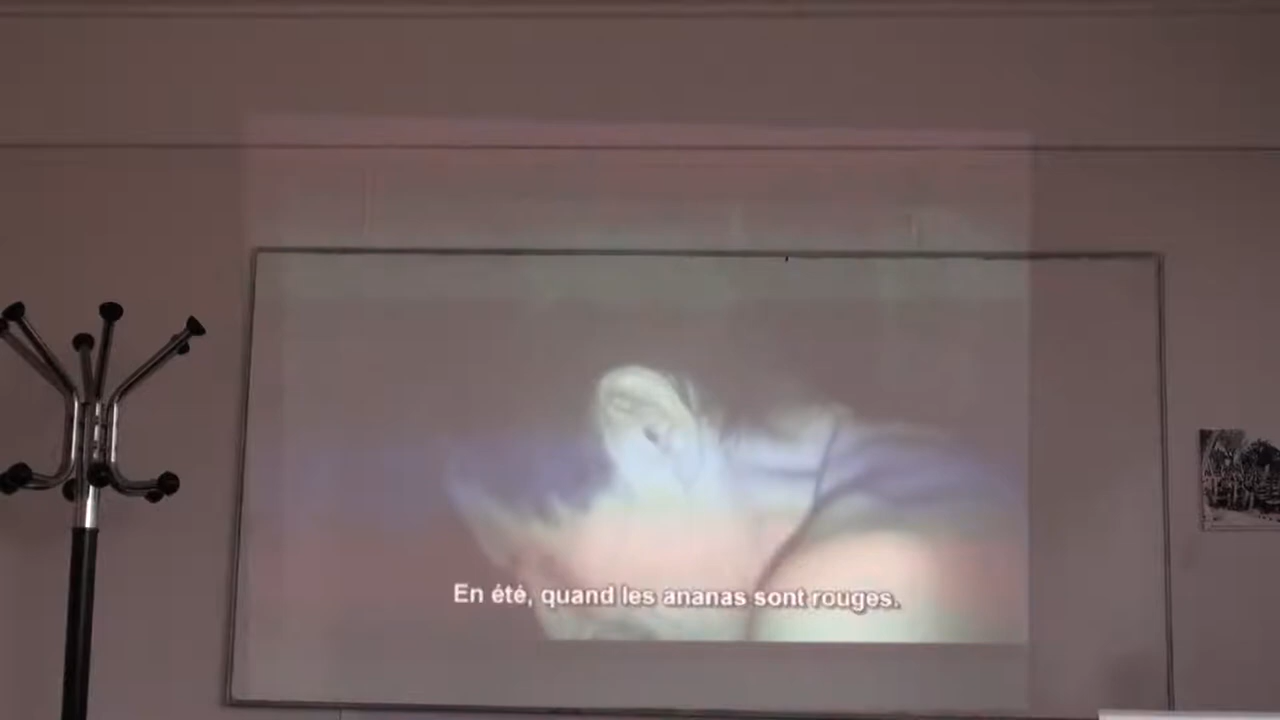 En été, quand les ananas sont rouges.